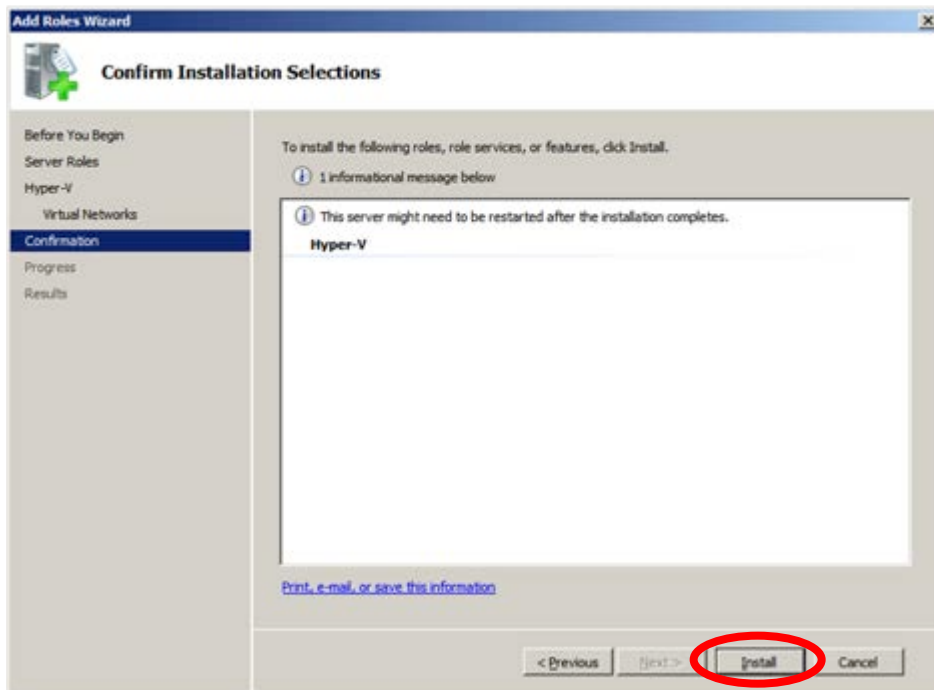 Add Roles Wizard
Confirm Installation Selections
Before You Begin
Server Roles
Hyper-V
Virtual Networks
Confirmation
Progress
Results
To install the following roles, role services, or features, click Install.
1 informational message below
This server might need to be restarted after the installation completes.
Hyper-V
Print, e-mail, or save this information
< Previous
Next >
Install
Cancel